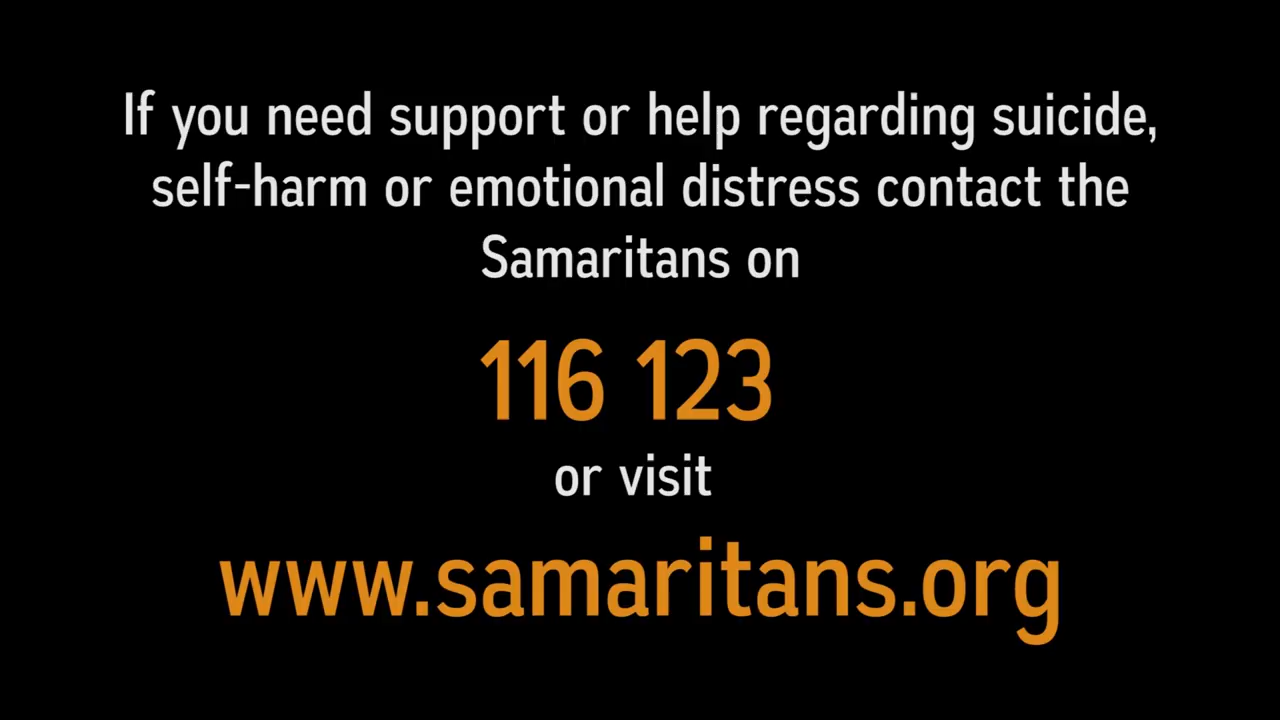 If you need support or help regarding suicide,
self-harm or emotional distress contact the
Samaritans on
116 123
or visit
www.samaritans.org